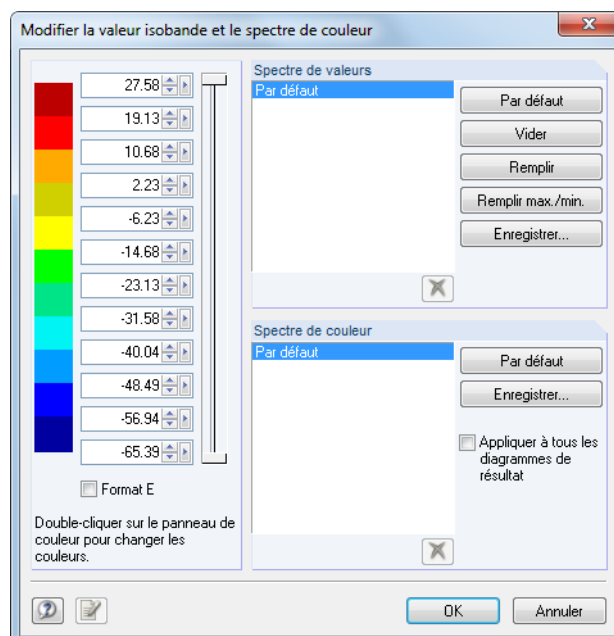 Modifier la valeur isobande et le spectre de couleur
27.58
19.13
10.68
2.23
-6.23
-14.68
-23.13
-31.58
-40.04
-48.49
-56.94
-65.39
Format E
Double-cliquer sur le panneau de
couleur pour changer les
couleurs.
Spectre de valeurs
Par défaut
Par défaut
Vider
Remplir
Remplir max./min.
Enregistrer...
Spectre de couleur
Par défaut
Par défaut
Enregistrer...
Appliquer à tous les
diagrammes de
résultat
OK
Annuler